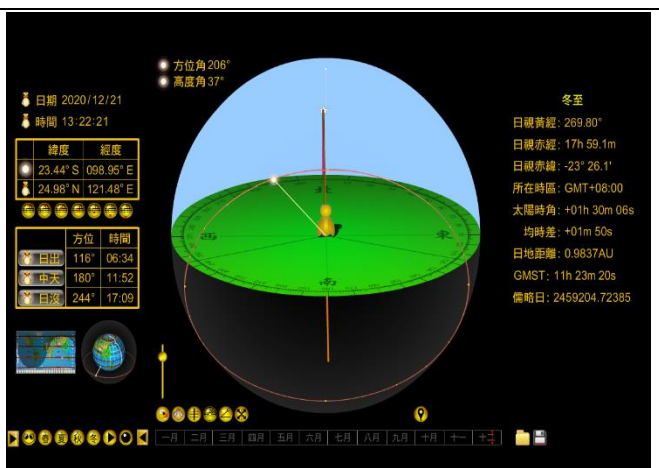 方位角206°
高度角37°
日期 2020/12/21
時間 13:22:21
緯度 經度
23.44° S 098.95° E
24.98° N 121.48° E
方位 時間
日出 116° 06:34
中天 180° 11:52
日沒 244° 17:09
北
西
東
南
冬至
日視黃經: 269.80°
日視赤經: 17h 59.1m
日視赤緯: -23° 26.1'
所在時區: GMT+08:00
太陽時角: +01h 30m 06s
均時差: +01m 50s
日地距離: 0.9837AU
GMST: 11h 23m 20s
儒略日: 2459204.72385
春 夏 秋 冬
一月 二月 三月 四月 五月 六月 七月 八月 九月 十月 十一 十二